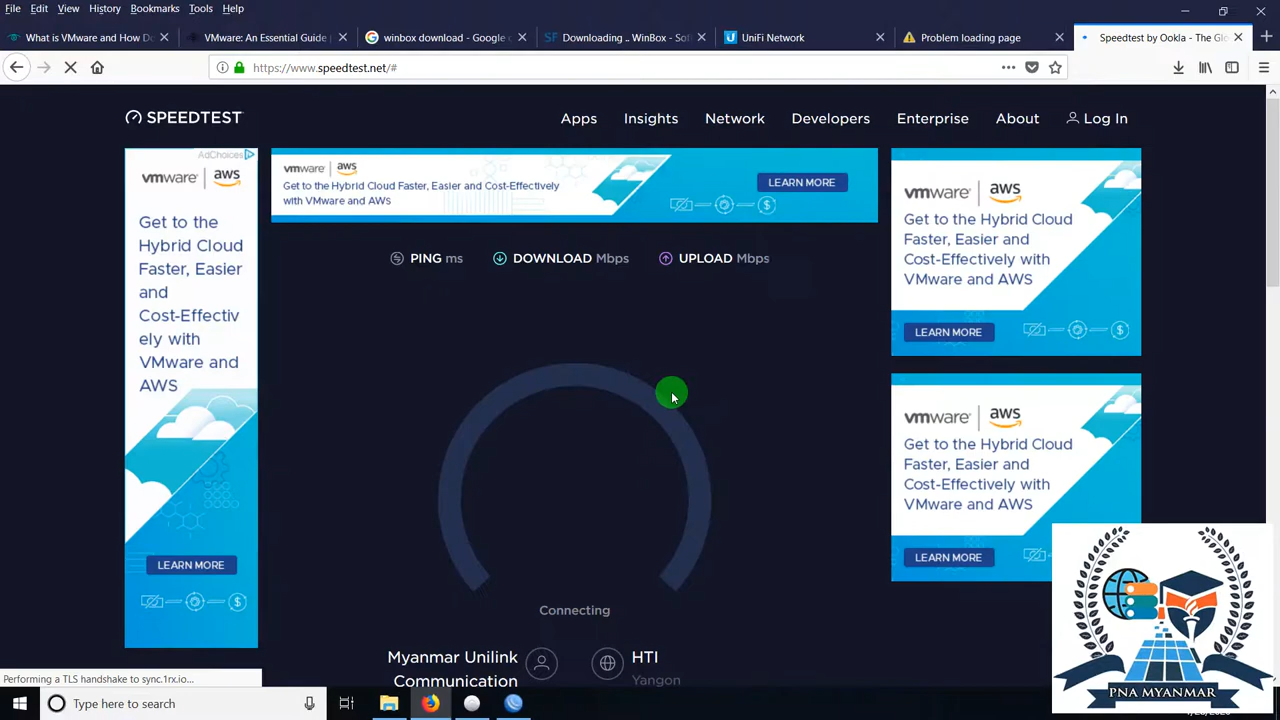 File Edit View History Bookmarks Tools Help
What is VMware and How Do
VMware: An Essential Guide
winbox download - Google
Downloading .. WinBox - Sof
UniFi Network
Problem loading page
Speedtest by Ookla - The Glo
https://www.speedtest.net/#
SPEEDTEST
Apps Insights Network Developers Enterprise About Log In
AdChoices
vmware aws
Get to the
Hybrid Cloud
Faster, Easier
and
Cost-Effectiv
ely with
VMware and
AWS
LEARN MORE
vmware aws
Get to the Hybrid Cloud Faster, Easier and Cost-Effectively
with VMware and AWS
LEARN MORE
vmware aws
Get to the Hybrid Cloud
Faster, Easier and
Cost-Effectively with
VMware and AWS
LEARN MORE
PING ms DOWNLOAD Mbps UPLOAD Mbps
vmware aws
Get to the Hybrid Cloud
Faster, Easier and
Cost-Effectively with
VMware and AWS
LEARN MORE
Connecting
Myanmar Unilink
Communication
HTI
Yangon
Performing a TLS handshake to sync.1rx.io...
Type here to search
PNA MYANMAR